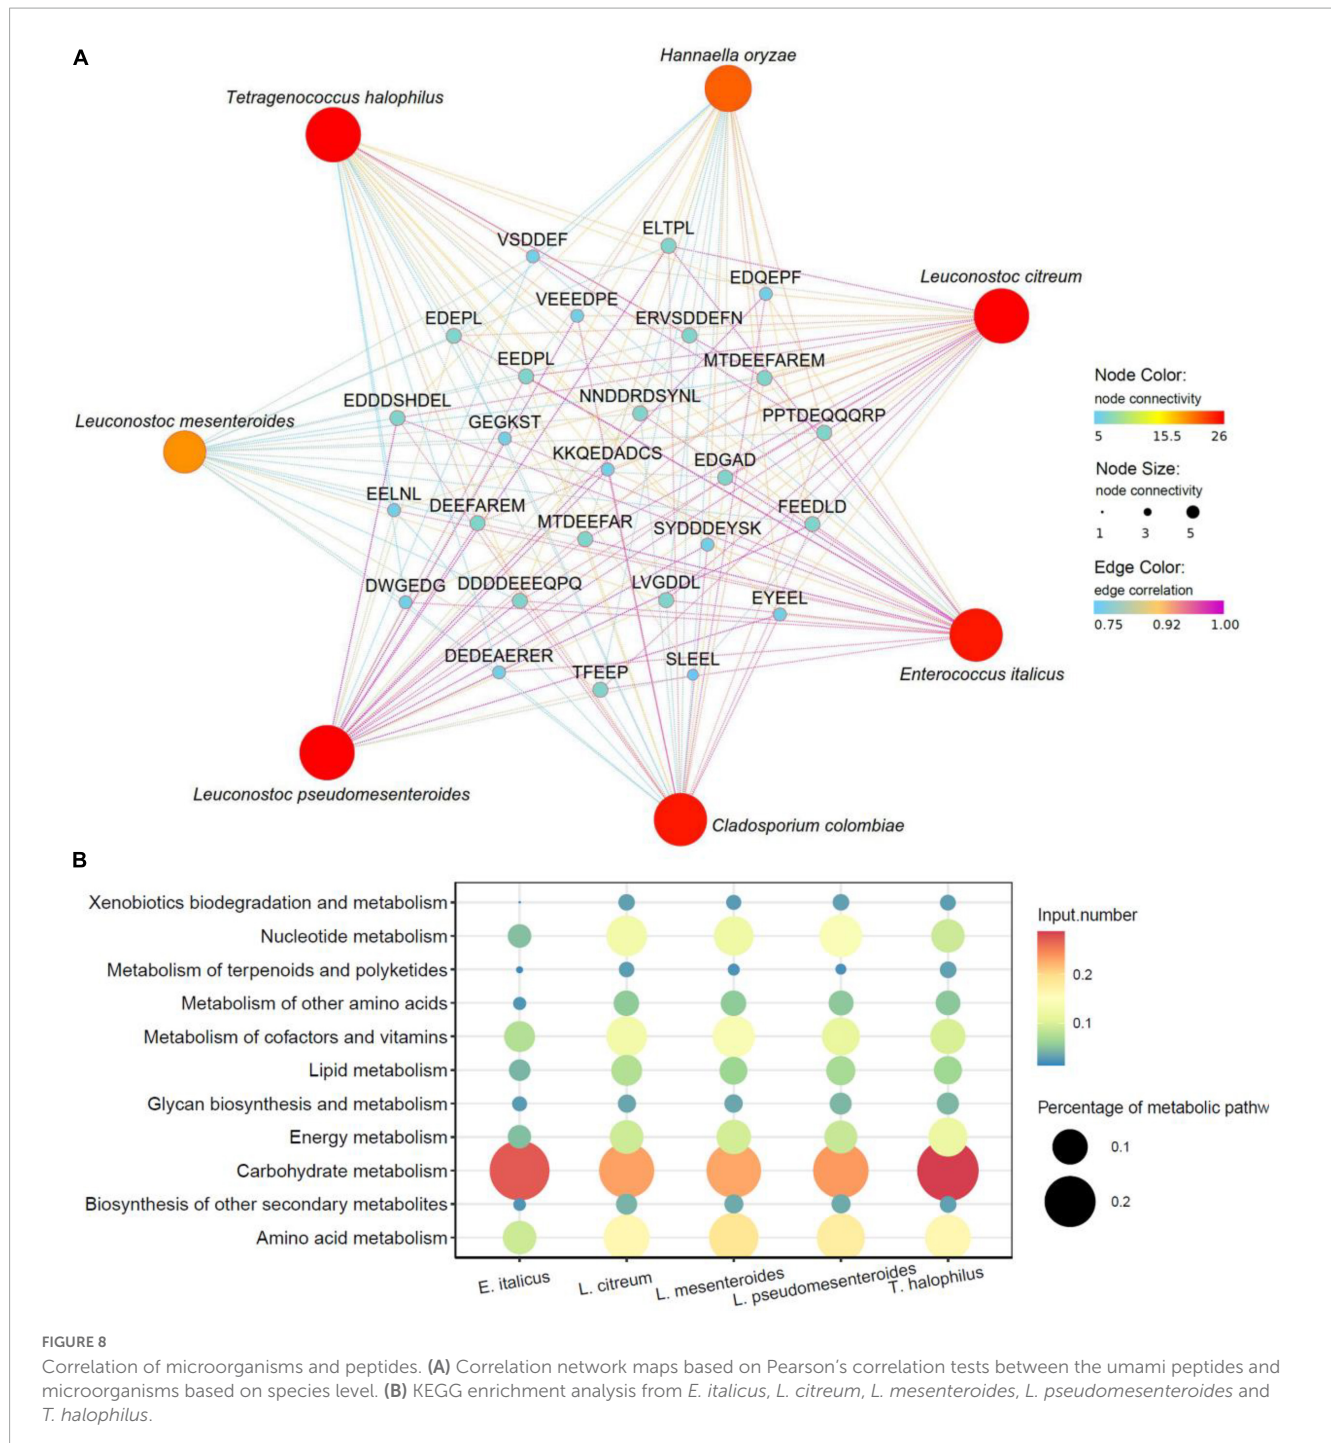 A
Hannaella oryzae
Tetragenococcus halophilus
VSDDEF
ELTPL
EDQEPF
Leuconostoc citreum
VEEEDPE
EDEPL
ERVSDDEFN
EEDPL
MTDEEFAREM
EDDDSHDEL
NNDDRDSYNL
Leuconostoc mesenteroides
GEGKST
PPTDEQQQRP
KKQEDADCS
EDGAD
EELNL
DEEFAREM
MTDEEFAR
SYDDDEYSK
FEEDLD
DWGEDG
DDDDEEEQPQ
LVGDDL
EYEEL
DEDEAERER
TFEEP
SLEEL
Enterococcus italicus
Leuconostoc pseudomesenteroides
Cladosporium colombiae
Node Color:
node connectivity
5 15.5 26
Node Size:
node connectivity
1 3 5
Edge Color:
edge correlation
0.75 0.92 1.00
B
Xenobiotics biodegradation and metabolism
Nucleotide metabolism
Metabolism of terpenoids and polyketides
Metabolism of other amino acids
Metabolism of cofactors and vitamins
Lipid metabolism
Glycan biosynthesis and metabolism
Energy metabolism
Carbohydrate metabolism
Biosynthesis of other secondary metabolites
Amino acid metabolism
E. italicus
L. citreum
L. mesenteroides
L. pseudomesenteroides
T. halophilus
Input.number
0.2
0.1
Percentage of metabolic pathw
0.1
0.2
FIGURE 8
Correlation of microorganisms and peptides. (A) Correlation network maps based on Pearson’s correlation tests between the umami peptides and
microorganisms based on species level. (B) KEGG enrichment analysis from E. italicus, L. citreum, L. mesenteroides, L. pseudomesenteroides and
T. halophilus.